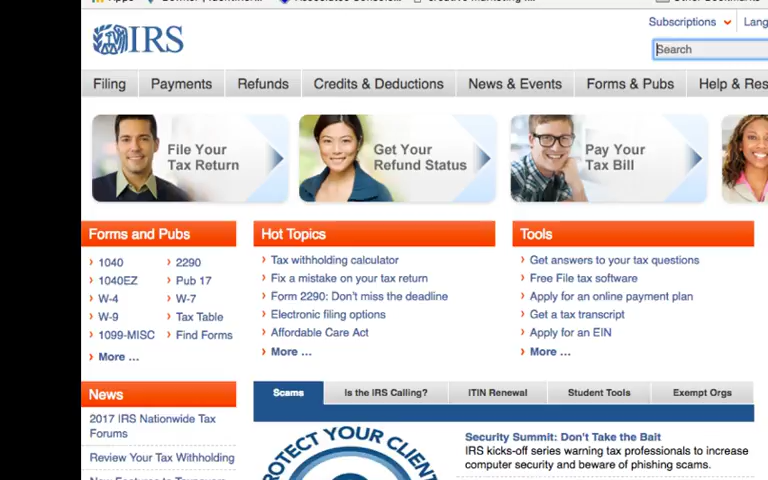 Subscriptions
IRS
Search
Filing
Payments
Refunds
Credits & Deductions
News & Events
Forms & Pubs
Help &
File Your
Tax Return
Get Your
Refund Status
Pay Your
Tax Bill
Forms and Pubs
1040
2290
1040EZ
Pub 17
W-4
W-7
W-9
Tax Table
1099-MISC
Find Forms
More ...
Hot Topics
Tax withholding calculator
Fix a mistake on your tax return
Form 2290: Don't miss the deadline
Electronic filing options
Affordable Care Act
More ...
Tools
Get answers to your tax questions
Free File tax software
Apply for an online payment plan
Get a tax transcript
Apply for an EIN
More ...
News
2017 IRS Nationwide Tax
Forums
Review Your Tax Withholding
Scams
Is the IRS Calling?
ITIN Renewal
Student Tools
Exempt Orgs
PROTECT YOUR CLIENT
Security Summit: Don't Take the Bait
IRS kicks-off series warning tax professionals to increase
computer security and beware of phishing scams.